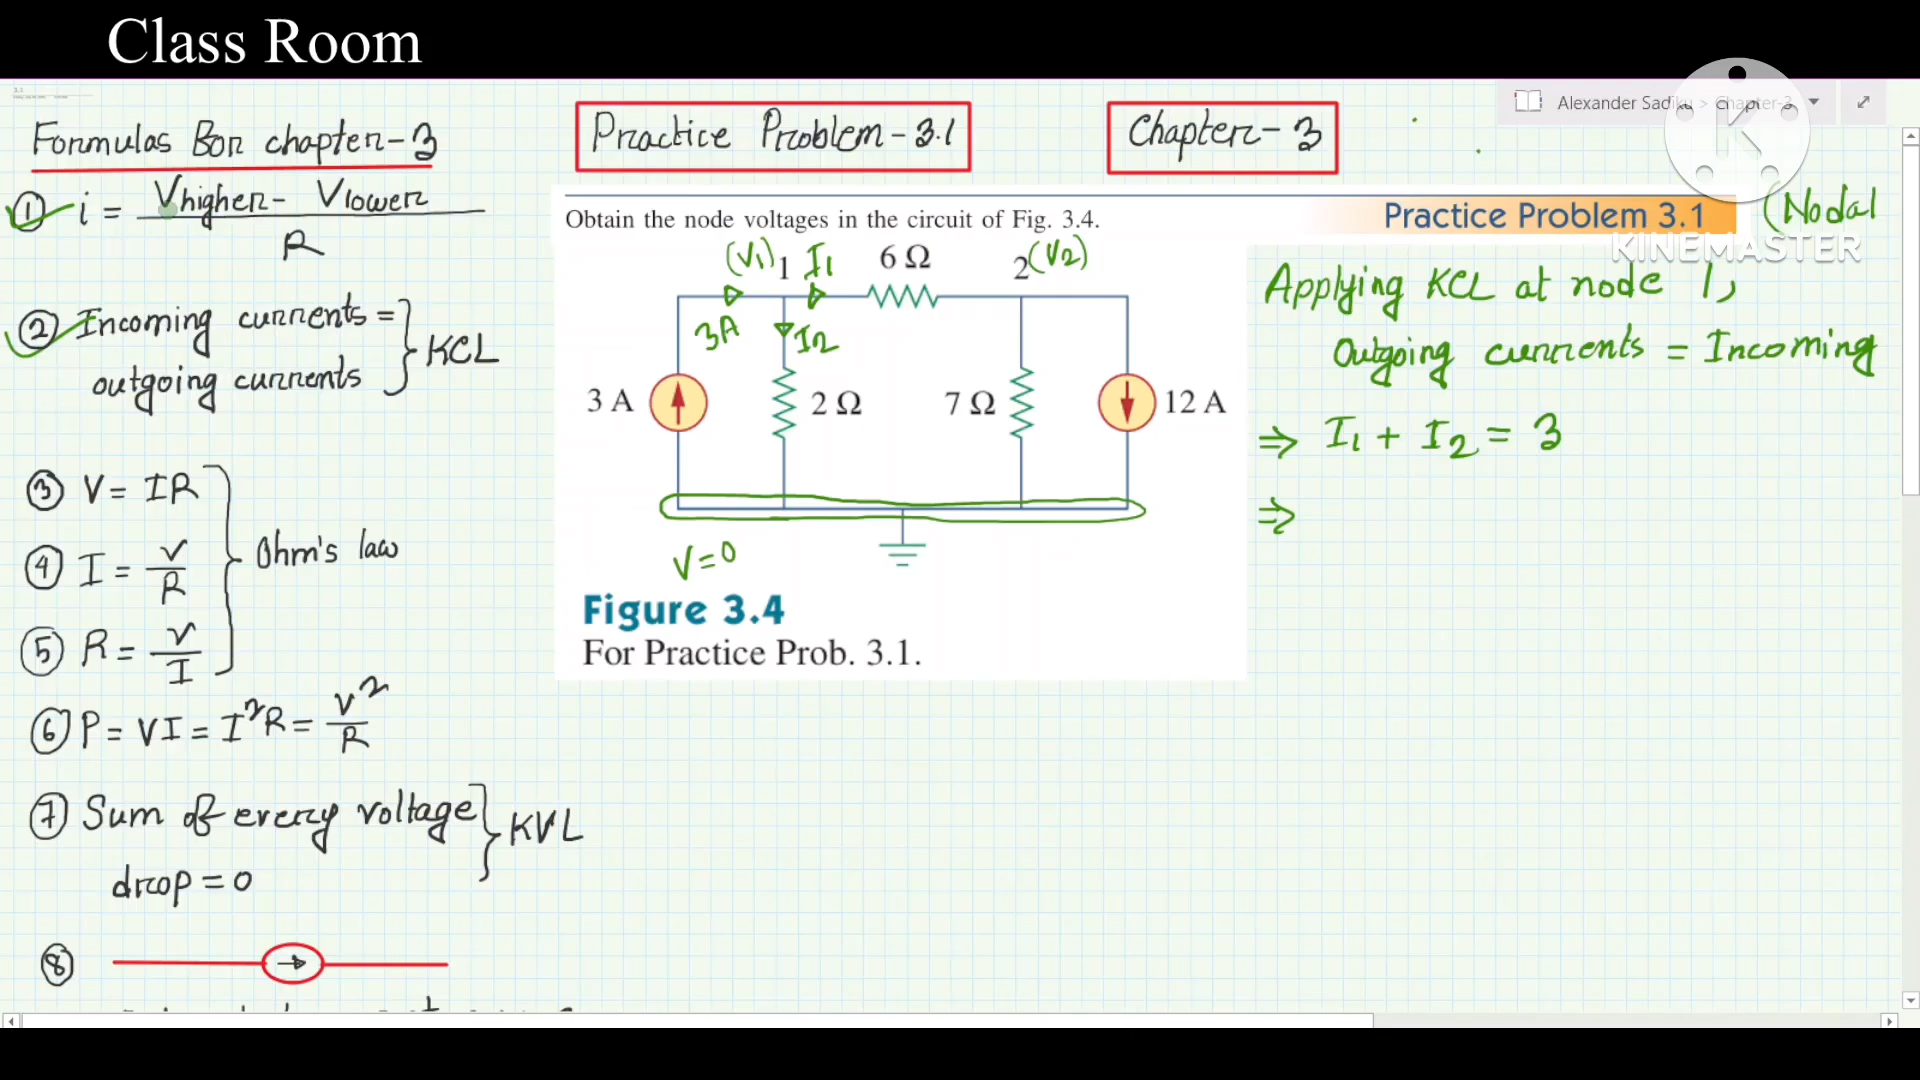 Class Room
Alexander Sadiku > Chapter-3
Formulas For chapter-3
Practice Problem - 3.1
Chapter - 3
① i = Vhigher - Vlower
R
② Incoming currents =
outgoing currents
KCL
③ V = IR
④ I = V
R
⑤ R = V
I
Ohm's law
⑥ P = VI = I²R = V²
R
⑦ Sum of every voltage
drop = 0
KVL
⑧
Obtain the node voltages in the circuit of Fig. 3.4.
Practice Problem 3.1
(Nodal
KINEMASTER
(V1) 1 I1 6 Ω 2 (V2)
3A I2
3 A 2 Ω 7 Ω 12 A
V = 0
Figure 3.4
For Practice Prob. 3.1.
Applying KCL at node 1,
Outgoing currents = Incoming
⇒ I1 + I2 = 3
⇒